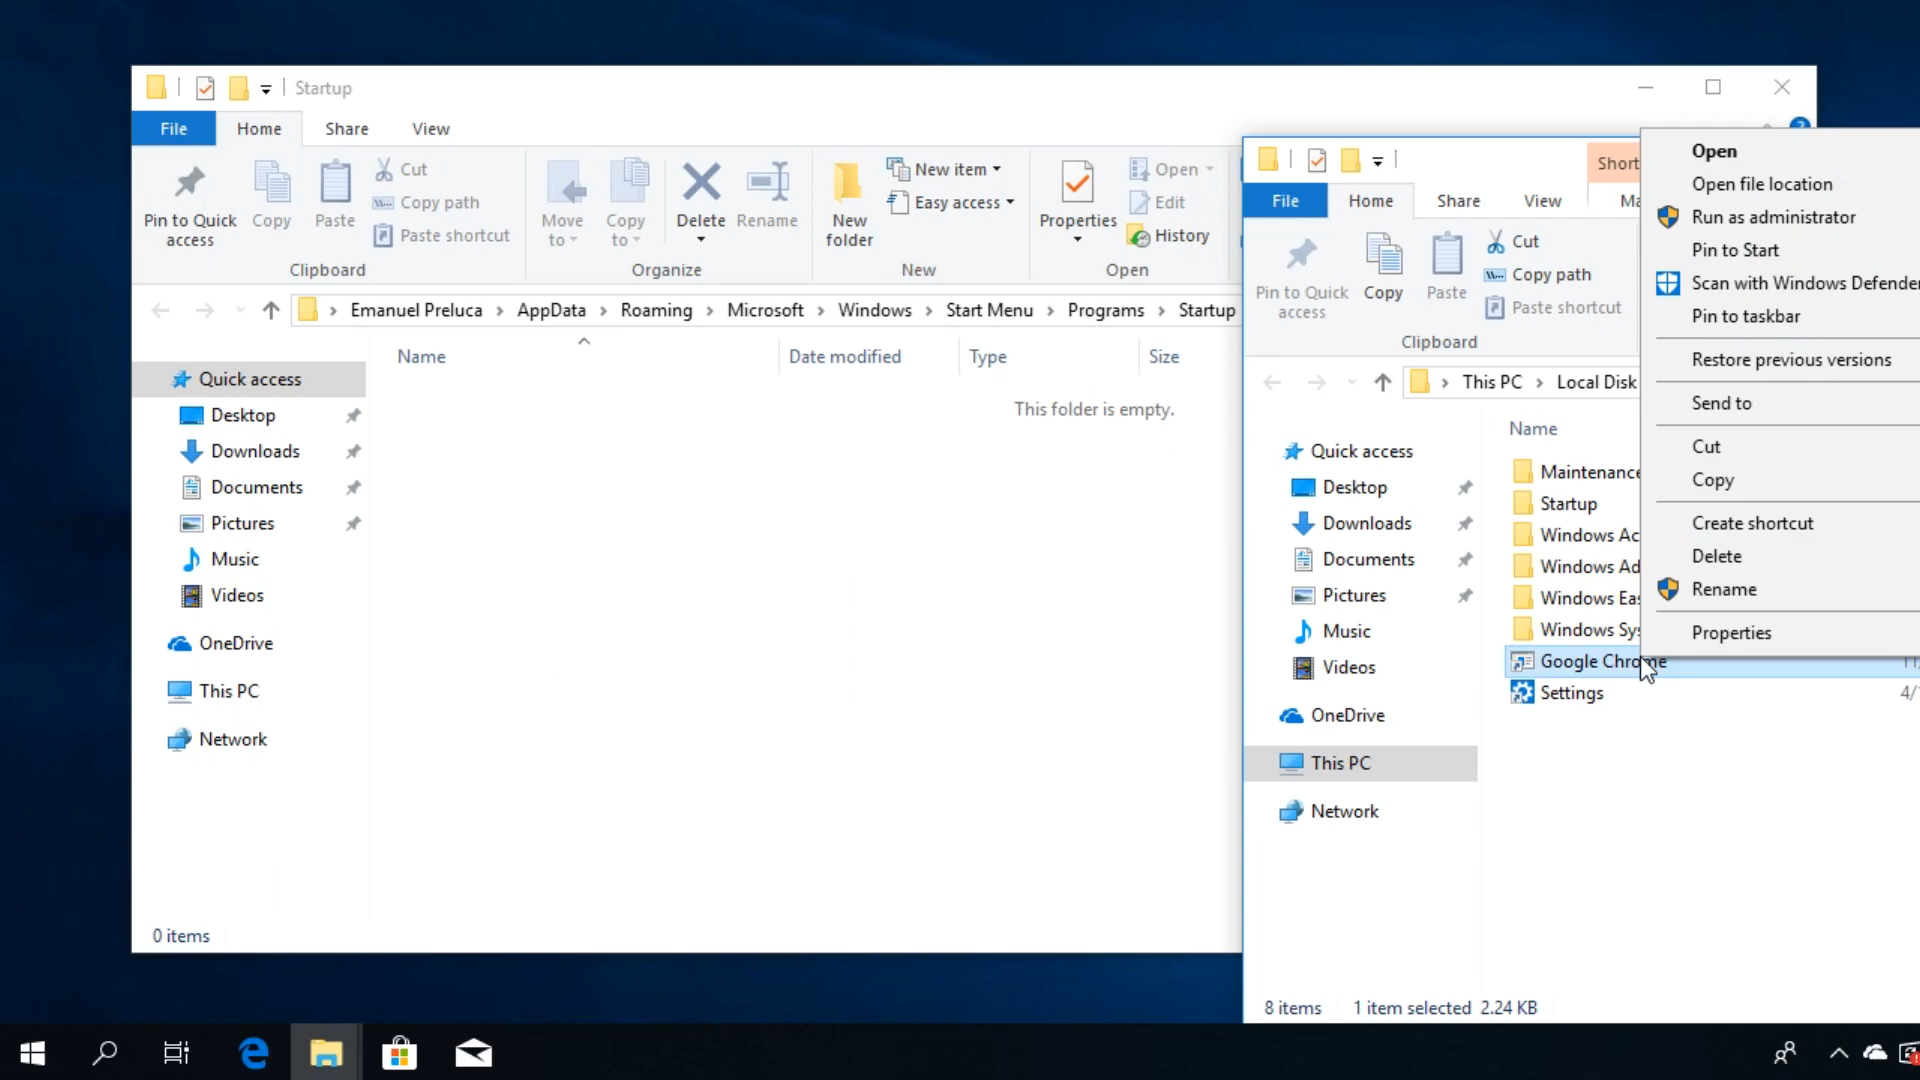 Startup
File Home Share View
Pin to Quick access
Copy
Paste
Cut
Copy path
Paste shortcut
Clipboard
Move to
Copy to
Delete
Rename
Organize
New folder
New item
Easy access
New
Properties
Open
Edit
History
Open
Emanuel Preluca > AppData > Roaming > Microsoft > Windows > Start Menu > Programs > Startup
Name Date modified Type Size
This folder is empty.
Quick access
Desktop
Downloads
Documents
Pictures
Music
Videos
OneDrive
This PC
Network
0 items
Short
File Home Share View Ma
Pin to Quick access
Copy
Paste
Cut
Copy path
Paste shortcut
Clipboard
This PC > Local Disk
Quick access
Desktop
Downloads
Documents
Pictures
Music
Videos
OneDrive
This PC
Network
Name
Maintenance
Startup
Windows Ac
Windows Ad
Windows Eas
Windows Sys
Google Chrome 11/
Settings 4/
8 items 1 item selected 2.24 KB
Open
Open file location
Run as administrator
Pin to Start
Scan with Windows Defender
Pin to taskbar
Restore previous versions
Send to
Cut
Copy
Create shortcut
Delete
Rename
Properties